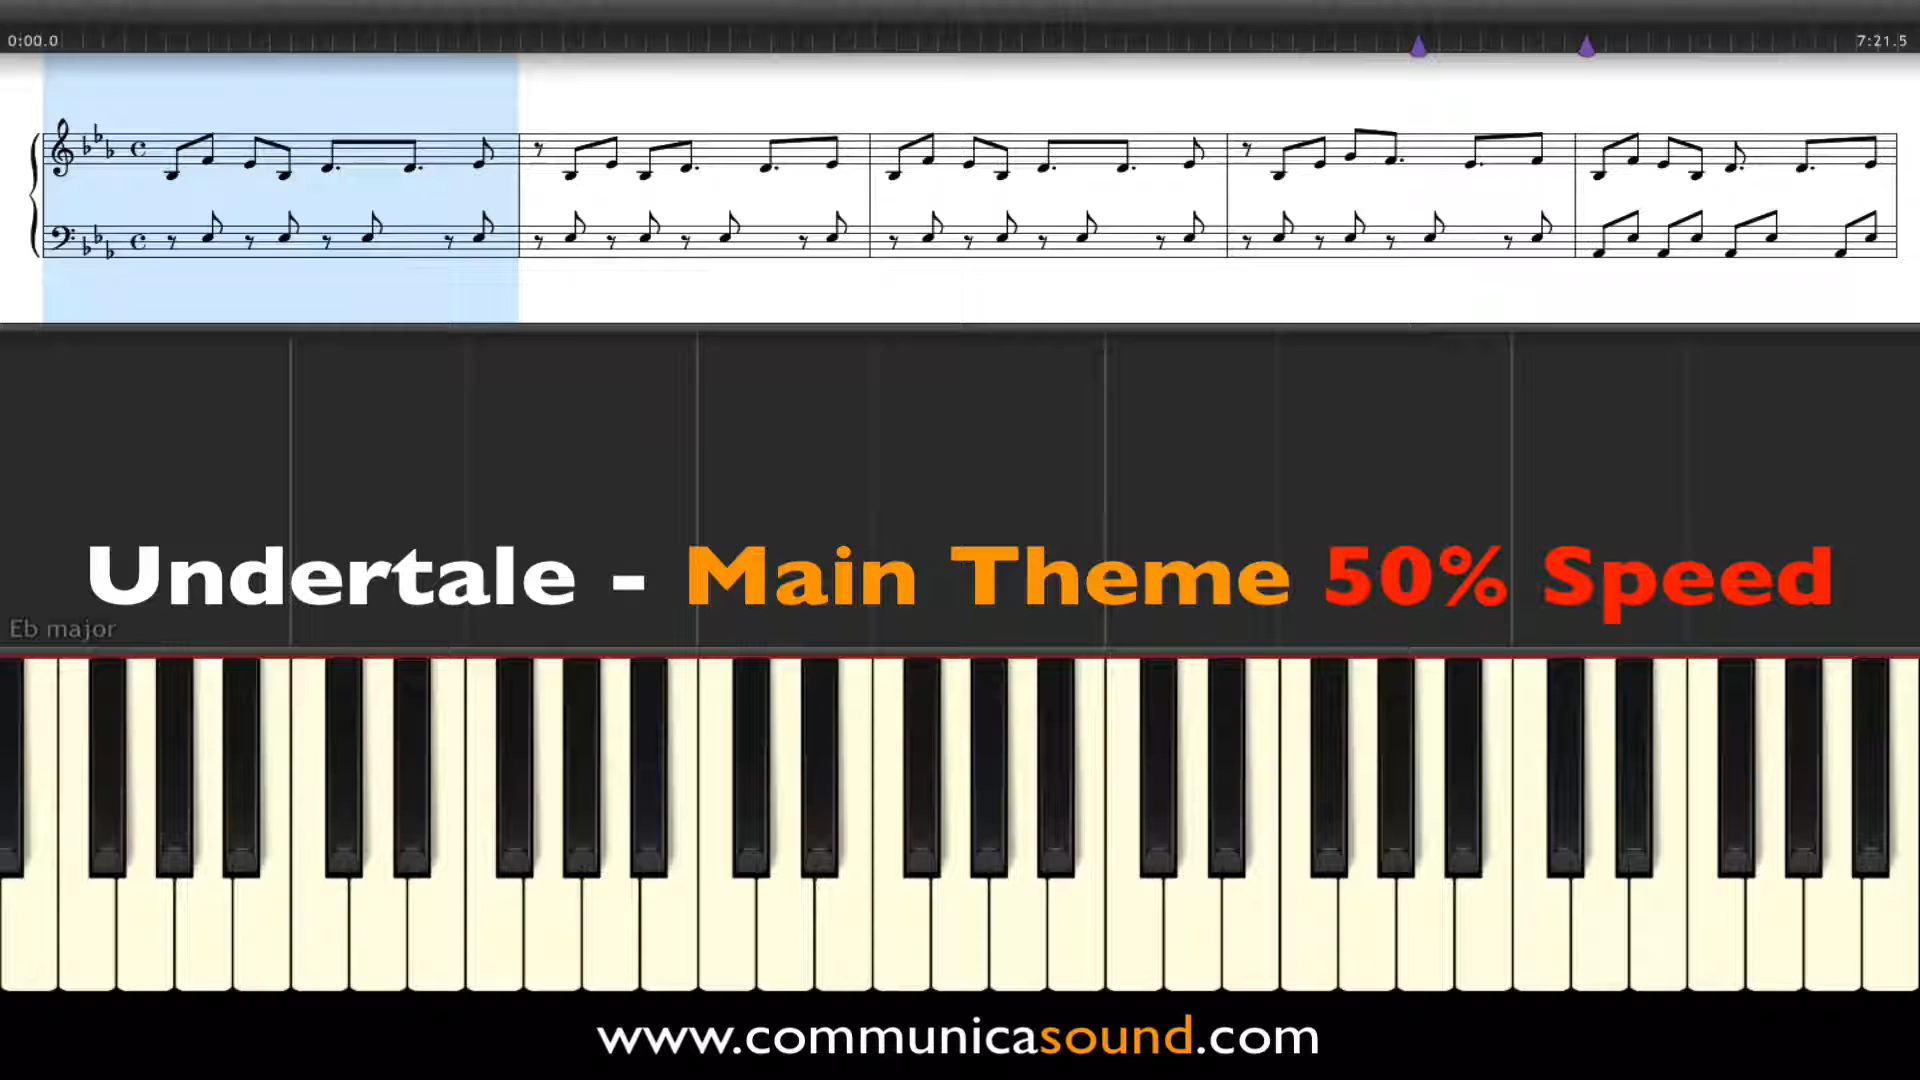 0:00.0
7:21.5
Undertale - Main Theme 50% Speed
Eb major
www.communicasound.com